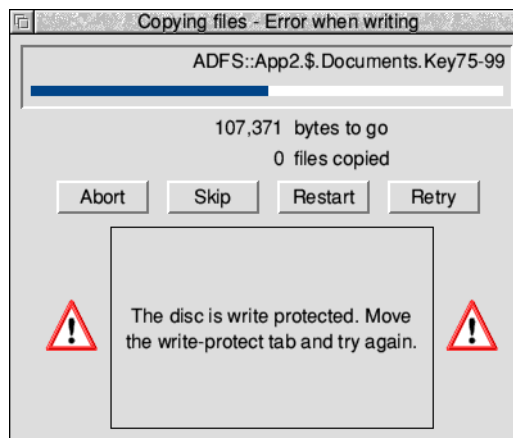 Copying files - Error when writing
ADFS::App2.$.Documents.Key75-99
107,371 bytes to go
0 files copied
Abort Skip Restart Retry
The disc is write protected. Move
the write-protect tab and try again.